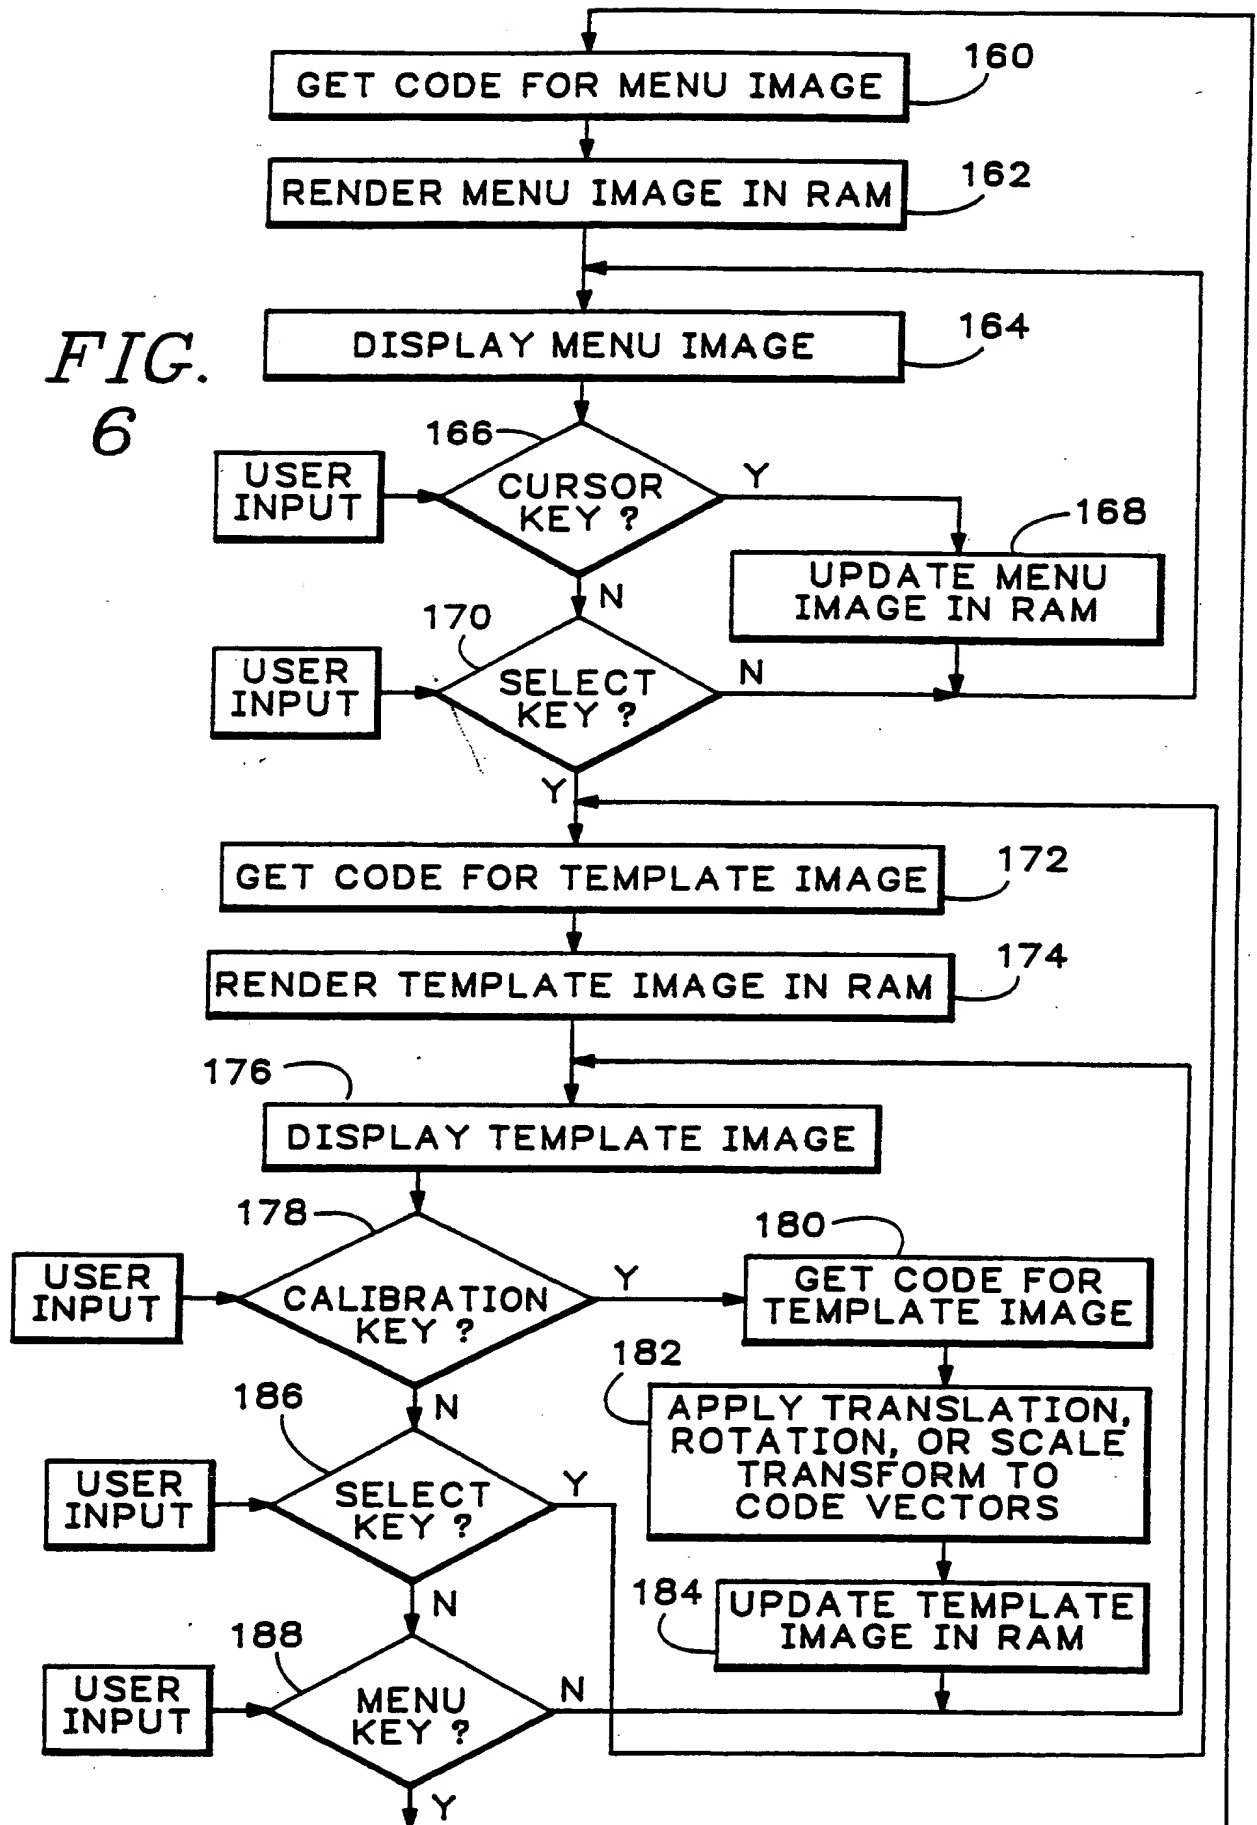 160
GET CODE FOR MENU IMAGE
162
RENDER MENU IMAGE IN RAM
164
DISPLAY MENU IMAGE
FIG.
6
166
USER
INPUT
CURSOR
KEY ?
Y
168
UPDATE MENU
IMAGE IN RAM
N
170
USER
INPUT
SELECT
KEY ?
N
Y
172
GET CODE FOR TEMPLATE IMAGE
174
RENDER TEMPLATE IMAGE IN RAM
176
DISPLAY TEMPLATE IMAGE
178
USER
INPUT
CALIBRATION
KEY ?
Y
180
GET CODE FOR
TEMPLATE IMAGE
182
APPLY TRANSLATION,
ROTATION, OR SCALE
TRANSFORM TO
CODE VECTORS
N
186
USER
INPUT
SELECT
KEY ?
Y
184
UPDATE TEMPLATE
IMAGE IN RAM
N
188
USER
INPUT
MENU
KEY ?
N
Y